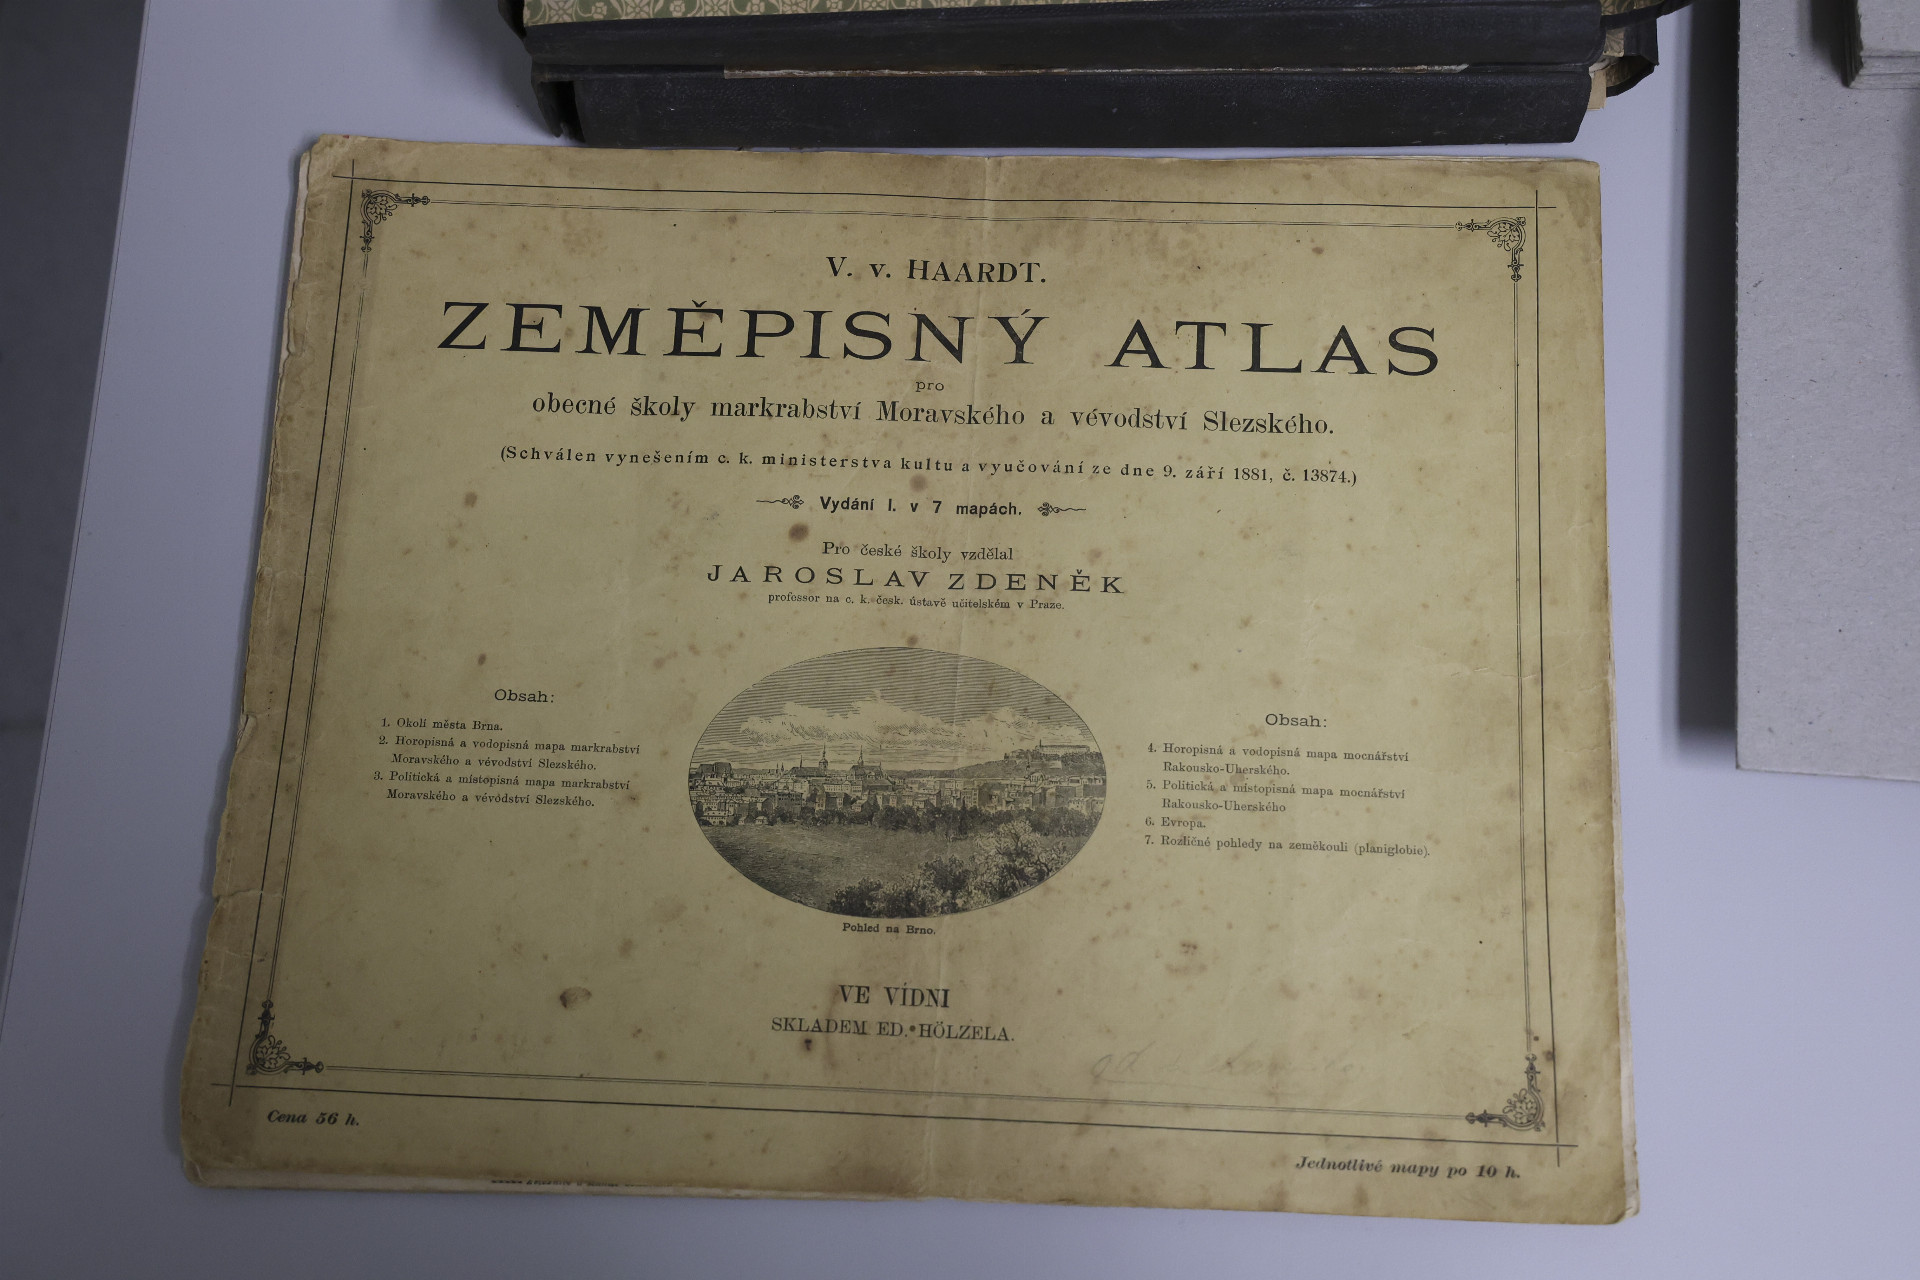 V. v. HAARDT.
ZEMĚPISNÝ ATLAS
pro
obecné školy markrabství Moravského a vévodství Slezského.
(Schválen vynešením c. k. ministerstva kultu a vyučování ze dne 9. září 1881, č. 13874.)
Vydání I. v 7 mapách.
Pro české školy vzdělal
JAROSLAV ZDENĚK
professor na c. k. česk. ústavě učitelském v Praze.
Obsah:
1. Okolí města Brna.
2. Horopisná a vodopisná mapa markrabství
Moravského a vévodství Slezského.
3. Politická a místopisná mapa markrabství
Moravského a vévodství Slezského.
Obsah:
4. Horopisná a vodopisná mapa mocnářství
Rakousko-Uherského.
5. Politická a místopisná mapa mocnářství
Rakousko-Uherského
6. Evropa.
7. Rozličné pohledy na zeměkouli (planiglobie).
Pohled na Brno.
VE VÍDNI
SKLADEM ED. HÖLZELA.
Cena 56 h.
Jednotlivé mapy po 10 h.